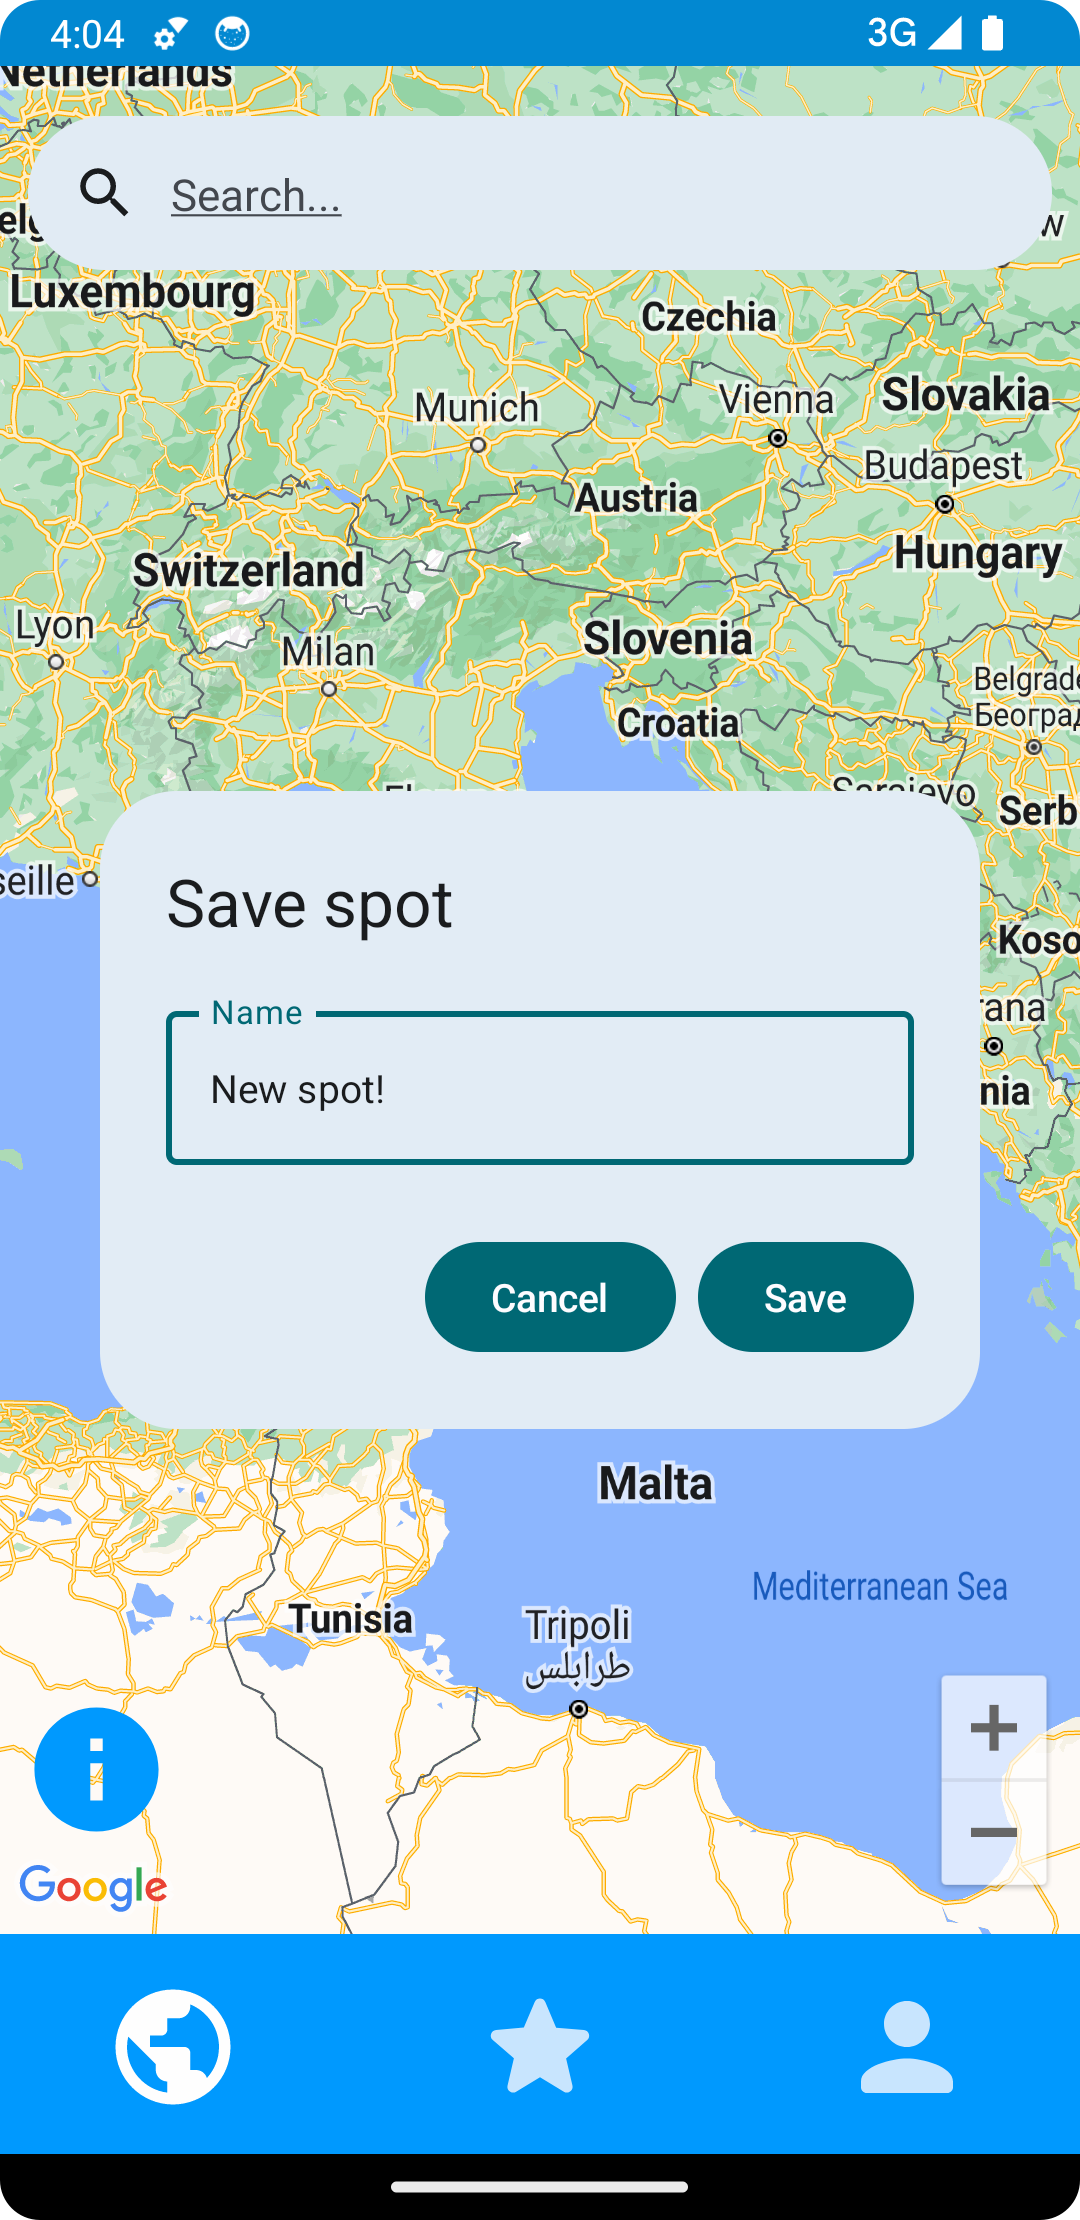 4:04
3G
Netherlands
Search...
Luxembourg
Czechia
Munich
Vienna
Slovakia
Budapest
Austria
Hungary
Switzerland
Lyon
Milan
Slovenia
Belgrade
Београд
Croatia
Sarajevo
Serb
seille
Save spot
Koso
Name
rana
New spot!
nia
Cancel
Save
Malta
Mediterranean Sea
Tunisia
Tripoli
طرابلس
Google